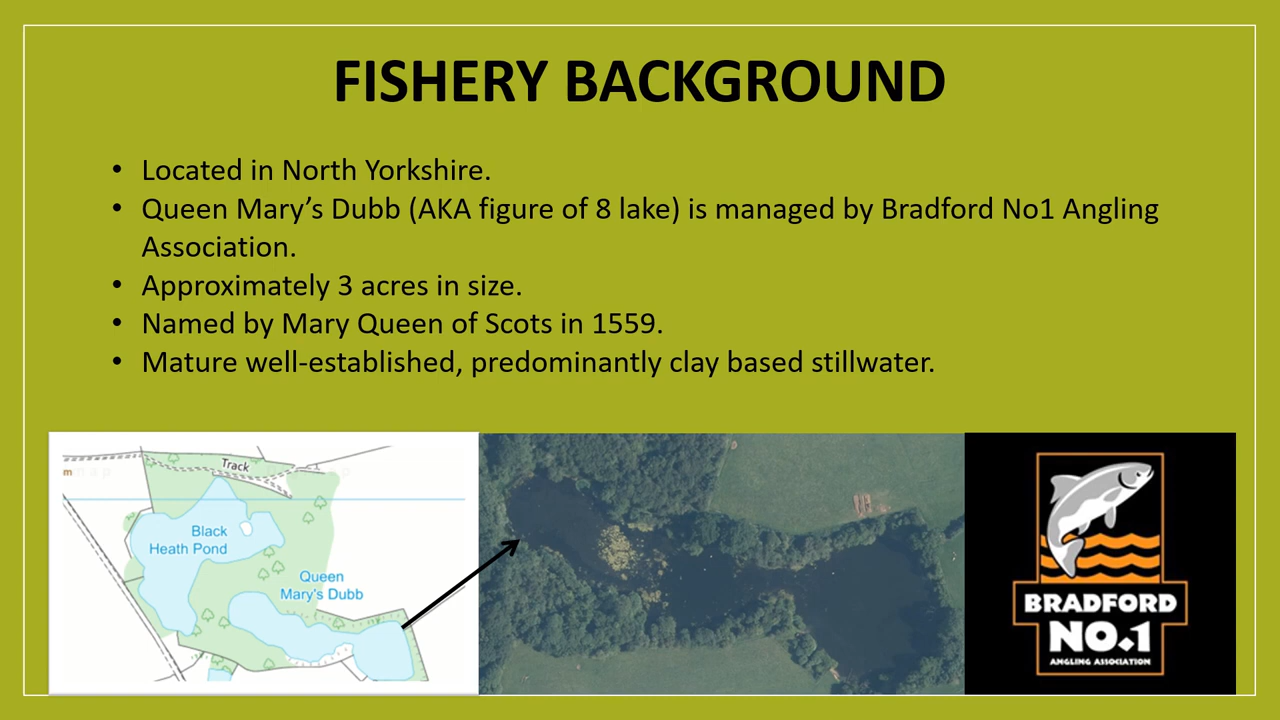 FISHERY BACKGROUND
• Located in North Yorkshire.
• Queen Mary’s Dubb (AKA figure of 8 lake) is managed by Bradford No1 Angling
Association.
• Approximately 3 acres in size.
• Named by Mary Queen of Scots in 1559.
• Mature well-established, predominantly clay based stillwater.
Track
Black
Heath Pond
Queen
Mary's Dubb
BRADFORD
NO.1
ANGLING ASSOCIATION